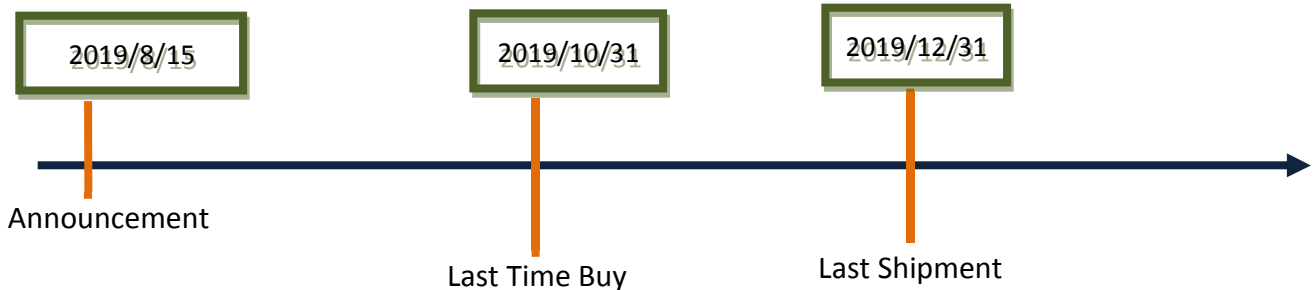 2019/8/15
2019/10/31
2019/12/31
Announcement
Last Time Buy
Last Shipment